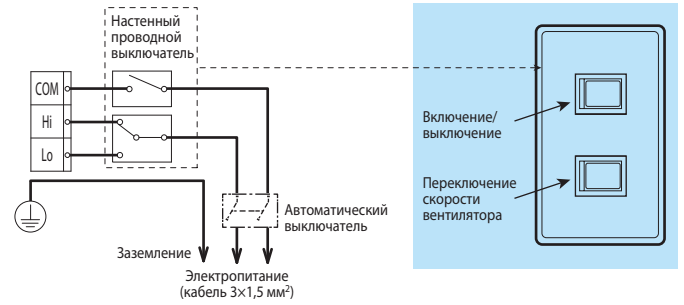 Настенный
проводной
выключатель
COM
Hi
Lo
Включение/
выключение
Переключение
скорости
вентилятора
Автоматический
выключатель
Заземление
Электропитание
(кабель 3×1,5 мм²)